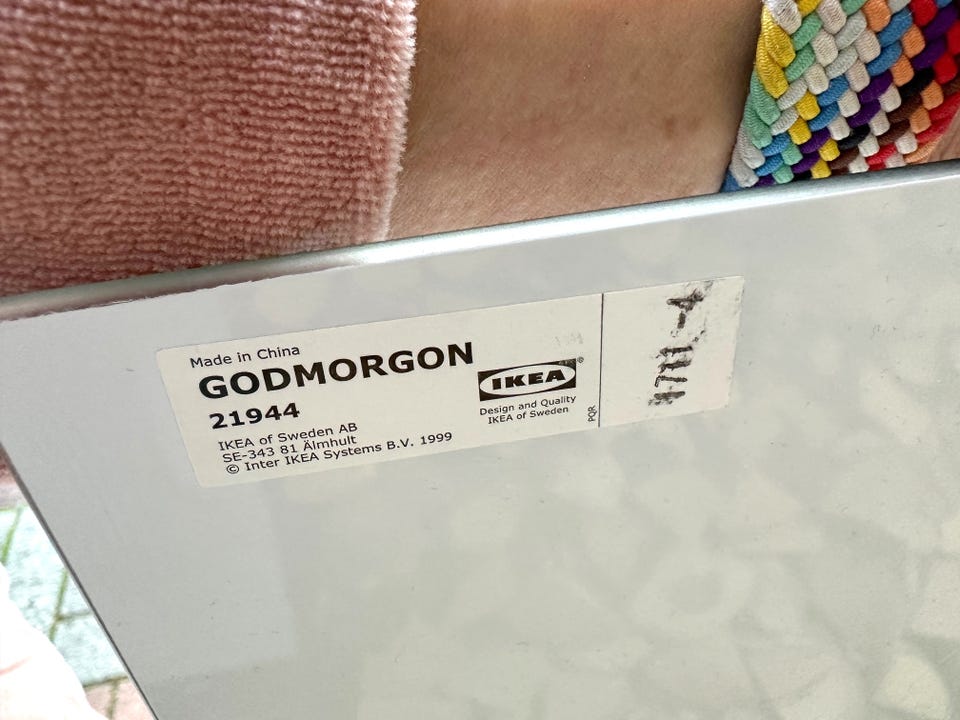 Made in China
GODMORGON
21944
IKEA of Sweden AB
SE-343 81 Älmhult
© Inter IKEA Systems B.V. 1999
IKEA®
Design and Quality
IKEA of Sweden
PQR